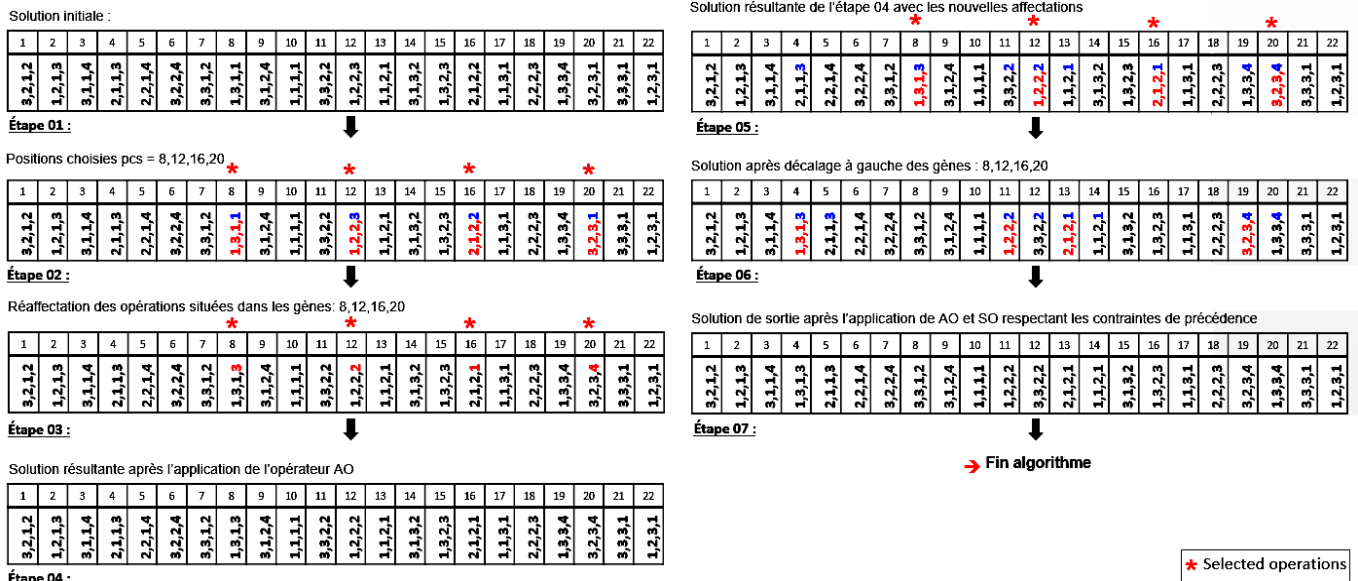 Solution initiale :
1 2 3 4 5 6 7 8 9 10 11 12 13 14 15 16 17 18 19 20 21 22
3,2,1,2 1,2,1,3 3,1,1,4 2,1,1,3 2,2,1,4 3,2,2,4 3,3,1,2 1,3,1,1 3,1,2,4 1,1,1,1 3,3,2,2 1,2,2,3 1,1,2,1 3,1,3,2 1,3,2,3 2,1,2,2 1,1,3,1 2,2,2,3 1,3,3,4 3,2,3,1 3,3,3,1 1,2,3,1
Étape 01 :
Positions choisies pcs = 8,12,16,20
* * * *
1 2 3 4 5 6 7 8 9 10 11 12 13 14 15 16 17 18 19 20 21 22
3,2,1,2 1,2,1,3 3,1,1,4 2,1,1,3 2,2,1,4 3,2,2,4 3,3,1,2 1,3,1,1 3,1,2,4 1,1,1,1 3,3,2,2 1,2,2,3 1,1,2,1 3,1,3,2 1,3,2,3 2,1,2,2 1,1,3,1 2,2,2,3 1,3,3,4 3,2,3,1 3,3,3,1 1,2,3,1
Étape 02 :
Réaffectation des opérations situées dans les gènes: 8,12,16,20
* * * *
1 2 3 4 5 6 7 8 9 10 11 12 13 14 15 16 17 18 19 20 21 22
3,2,1,2 1,2,1,3 3,1,1,4 2,1,1,3 2,2,1,4 3,2,2,4 3,3,1,2 1,3,1,3 3,1,2,4 1,1,1,1 3,3,2,2 1,2,2,2 1,1,2,1 3,1,3,2 1,3,2,3 2,1,2,1 1,1,3,1 2,2,2,3 1,3,3,4 3,2,3,4 3,3,3,1 1,2,3,1
Étape 03 :
Solution résultante après l'application de l'opérateur AO
1 2 3 4 5 6 7 8 9 10 11 12 13 14 15 16 17 18 19 20 21 22
3,2,1,2 1,2,1,3 3,1,1,4 2,1,1,3 2,2,1,4 3,2,2,4 3,3,1,2 1,3,1,3 3,1,2,4 1,1,1,1 3,3,2,2 1,2,2,2 1,1,2,1 3,1,3,2 1,3,2,3 2,1,2,1 1,1,3,1 2,2,2,3 1,3,3,4 3,2,3,4 3,3,3,1 1,2,3,1
Étape 04 :
Solution résultante de l'étape 04 avec les nouvelles affectations
* * * *
1 2 3 4 5 6 7 8 9 10 11 12 13 14 15 16 17 18 19 20 21 22
3,2,1,2 1,2,1,3 3,1,1,4 2,1,1,3 2,2,1,4 3,2,2,4 3,3,1,2 1,3,1,3 3,1,2,4 1,1,1,1 3,3,2,2 1,2,2,2 1,1,2,1 3,1,3,2 1,3,2,3 2,1,2,1 1,1,3,1 2,2,2,3 1,3,3,4 3,2,3,4 3,3,3,1 1,2,3,1
Étape 05 :
Solution après décalage à gauche des gènes : 8,12,16,20
1 2 3 4 5 6 7 8 9 10 11 12 13 14 15 16 17 18 19 20 21 22
3,2,1,2 1,2,1,3 3,1,1,4 1,3,1,3 2,1,1,3 2,2,1,4 3,2,2,4 3,3,1,2 3,1,2,4 1,1,1,1 1,2,2,2 3,3,2,2 2,1,2,1 1,1,2,1 3,1,3,2 1,3,2,3 1,1,3,1 2,2,2,3 3,2,3,4 1,3,3,4 3,3,3,1 1,2,3,1
Étape 06 :
Solution de sortie après l'application de AO et SO respectant les contraintes de précédence
1 2 3 4 5 6 7 8 9 10 11 12 13 14 15 16 17 18 19 20 21 22
3,2,1,2 1,2,1,3 3,1,1,4 1,3,1,3 2,1,1,3 2,2,1,4 3,2,2,4 3,3,1,2 3,1,2,4 1,1,1,1 1,2,2,2 3,3,2,2 2,1,2,1 1,1,2,1 3,1,3,2 1,3,2,3 1,1,3,1 2,2,2,3 3,2,3,4 1,3,3,4 3,3,3,1 1,2,3,1
Étape 07 :
Fin algorithme
* Selected operations